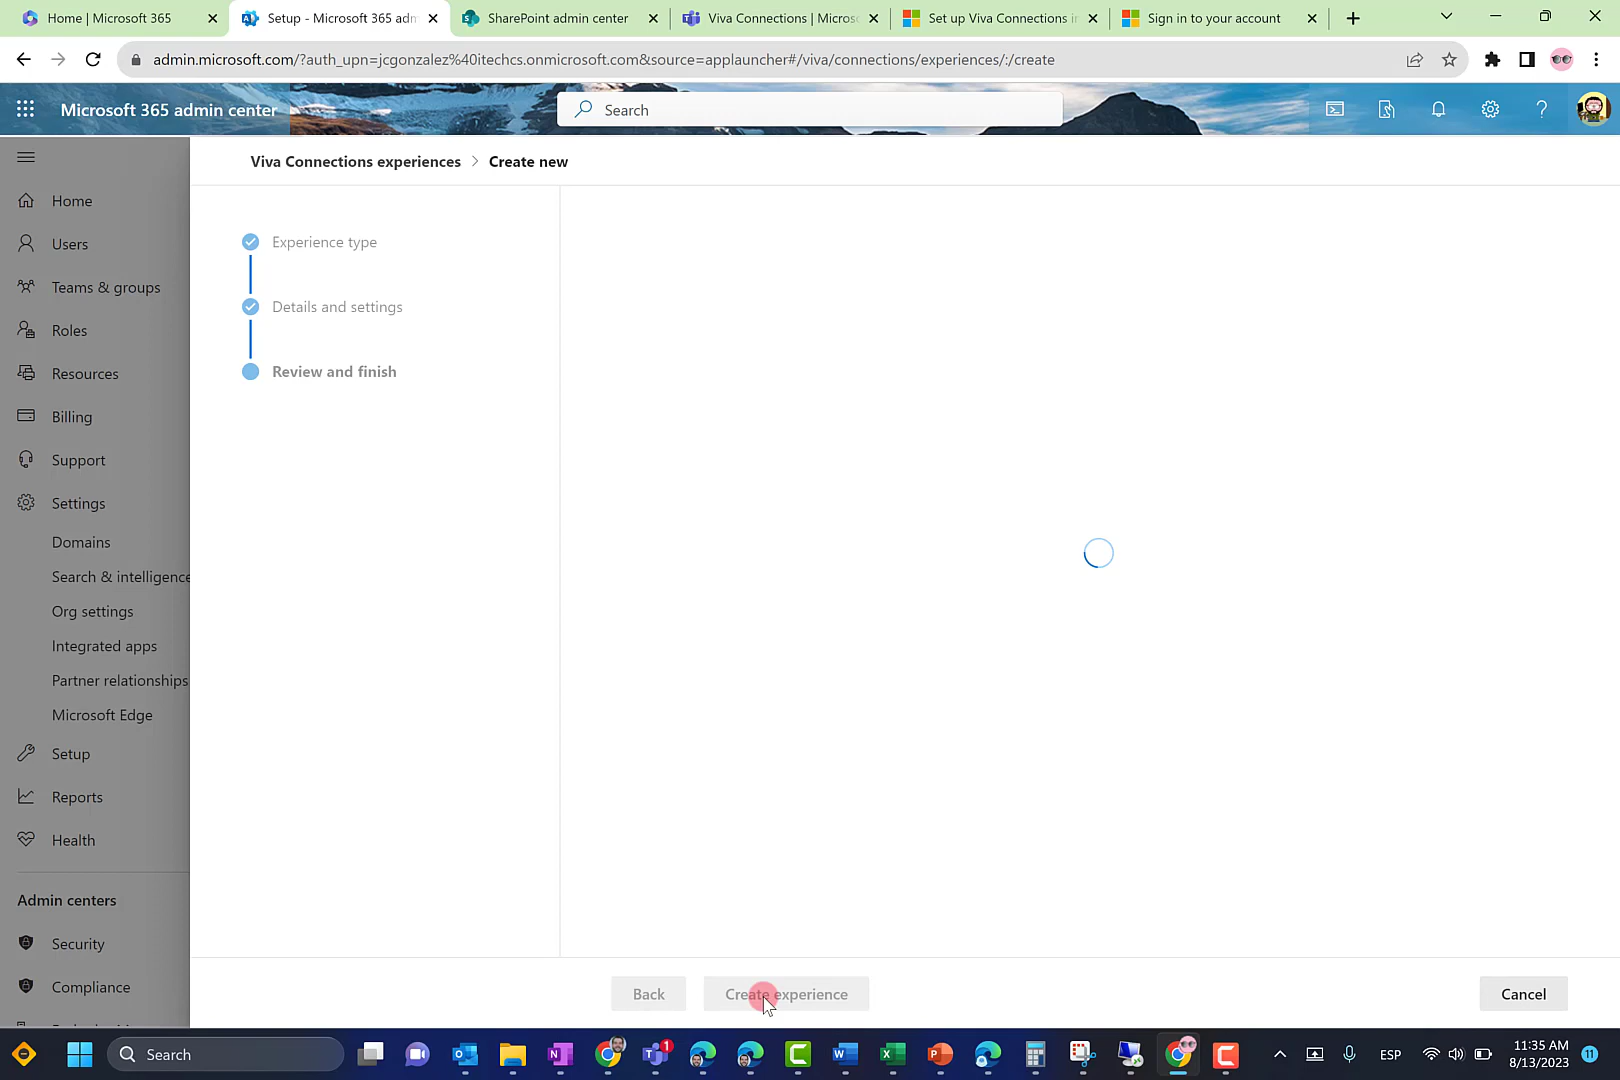 Home | Microsoft 365
Setup - Microsoft 365 adm
SharePoint admin center
Viva Connections | Microso
Set up Viva Connections i
Sign in to your account
admin.microsoft.com/?auth_upn=jcgonzalez%40itechcs.onmicrosoft.com&source=applauncher#/viva/connections/experiences/:/create
Microsoft 365 admin center
Search
Viva Connections experiences > Create new
Home
Users
Teams & groups
Roles
Resources
Billing
Support
Settings
Domains
Search & intelligence
Org settings
Integrated apps
Partner relationships
Microsoft Edge
Setup
Reports
Health
Admin centers
Security
Compliance
Experience type
Details and settings
Review and finish
Back
Create experience
Cancel
Search
1
ESP
11:35 AM
8/13/2023
11